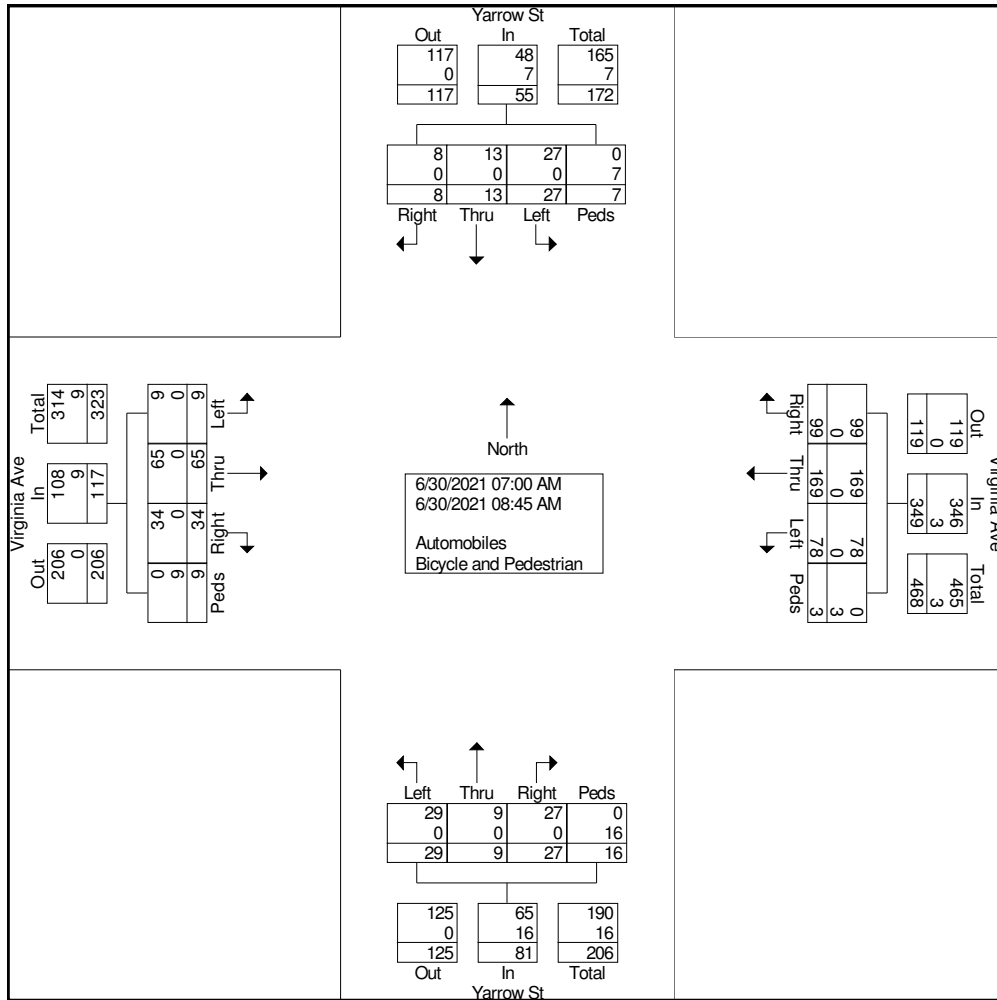 Yarrow St
Out In Total
117 48 165
0 7 7
117 55 172
8 13 27 0
0 0 0 7
8 13 27 7
Right Thru Left Peds
Virginia Ave
Out In Total
206 108 314
0 9 9
206 117 323
0 34 65 9
9 0 0 0
9 34 65 9
Peds Right Thru Left
North
6/30/2021 07:00 AM
6/30/2021 08:45 AM
Automobiles
Bicycle and Pedestrian
Virginia Ave
Out In Total
119 346 465
0 3 3
119 349 468
99 169 78 0
0 0 0 3
99 169 78 3
Right Thru Left Peds
Left Thru Right Peds
29 9 27 0
0 0 0 16
29 9 27 16
125 65 190
0 16 16
125 81 206
Out In Total
Yarrow St